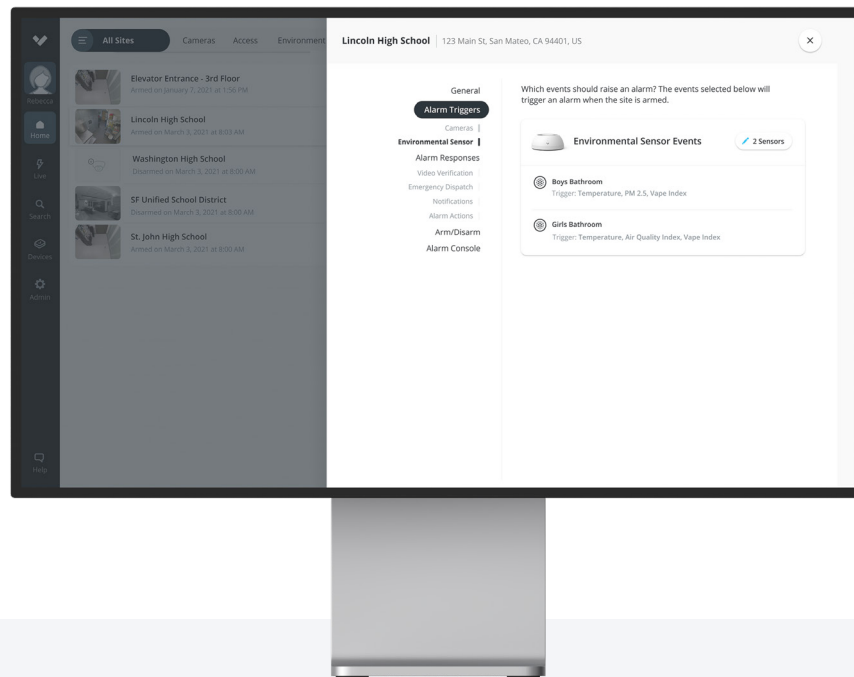 All Sites
Cameras
Access
Environment
Lincoln High School
123 Main St, San Mateo, CA 94401, US
Rebecca
Home
Live
Search
Devices
Admin
Help
Elevator Entrance - 3rd Floor
Armed on January 7, 2021 at 1:56 PM
Lincoln High School
Armed on March 3, 2021 at 8:03 AM
Washington High School
Disarmed on March 3, 2021 at 8:00 AM
SF Unified School District
Disarmed on March 3, 2021 at 8:00 AM
St. John High School
Armed on March 3, 2021 at 8:00 AM
General
Alarm Triggers
Cameras
Environmental Sensor
Alarm Responses
Video Verification
Emergency Dispatch
Notifications
Alarm Actions
Arm/Disarm
Alarm Console
Which events should raise an alarm? The events selected below will
trigger an alarm when the site is armed.
Environmental Sensor Events
2 Sensors
Boys Bathroom
Trigger: Temperature, PM 2.5, Vape Index
Girls Bathroom
Trigger: Temperature, Air Quality Index, Vape Index